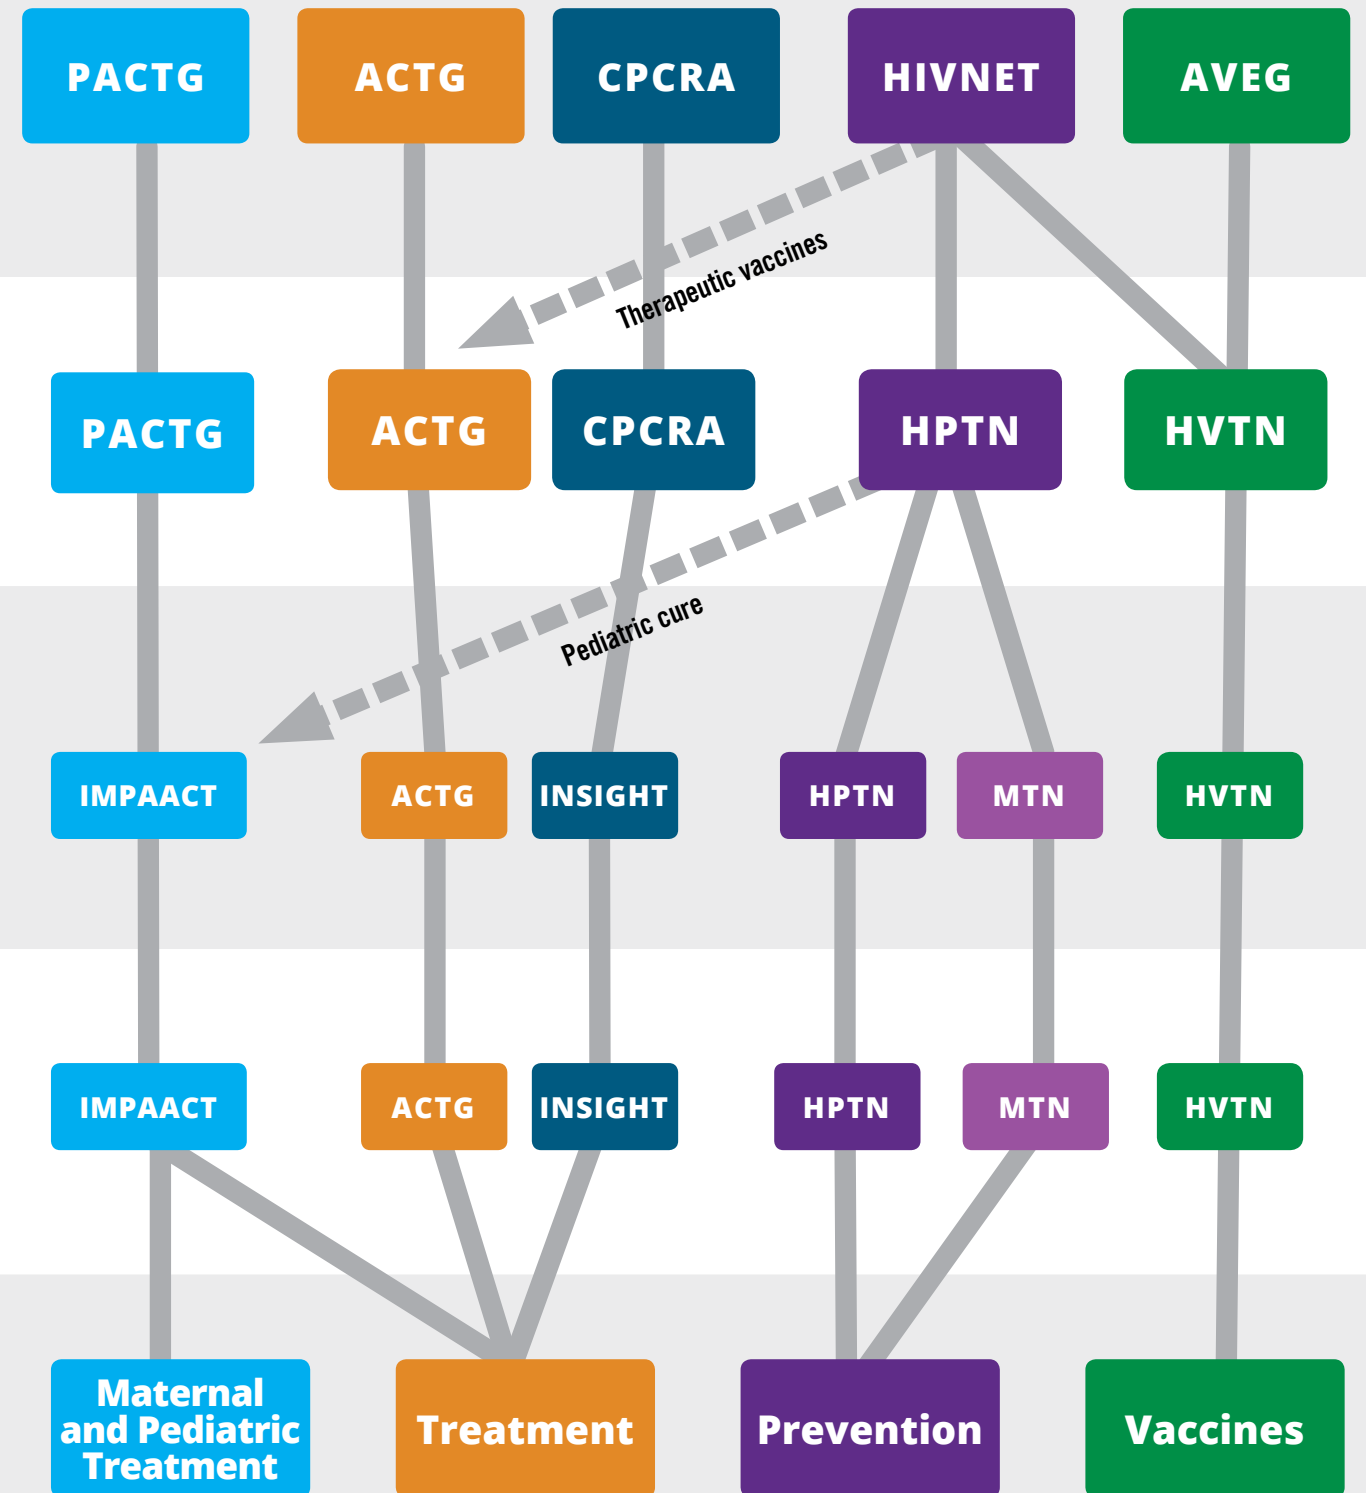 PACTG
ACTG
CPCRA
HIVNET
AVEG
Therapeutic vaccines
PACTG
ACTG
CPCRA
HPTN
HVTN
Pediatric cure
IMPAACT
ACTG
INSIGHT
HPTN
MTN
HVTN
IMPAACT
ACTG
INSIGHT
HPTN
MTN
HVTN
Maternal
and Pediatric
Treatment
Treatment
Prevention
Vaccines